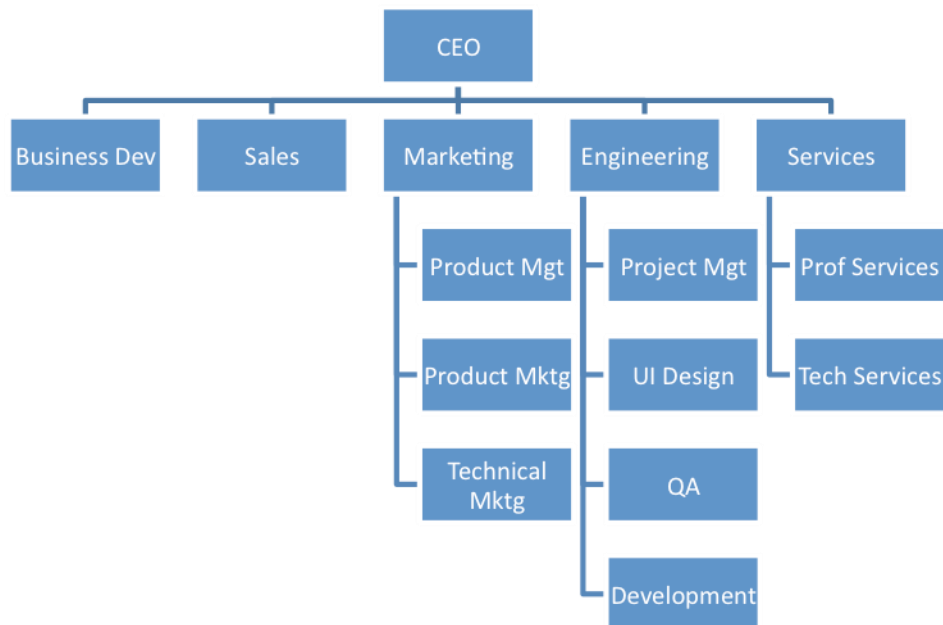 CEO
Business Dev
Sales
Marketing
Engineering
Services
Product Mgt
Project Mgt
Prof Services
Product Mktg
UI Design
Tech Services
Technical
Mktg
QA
Development